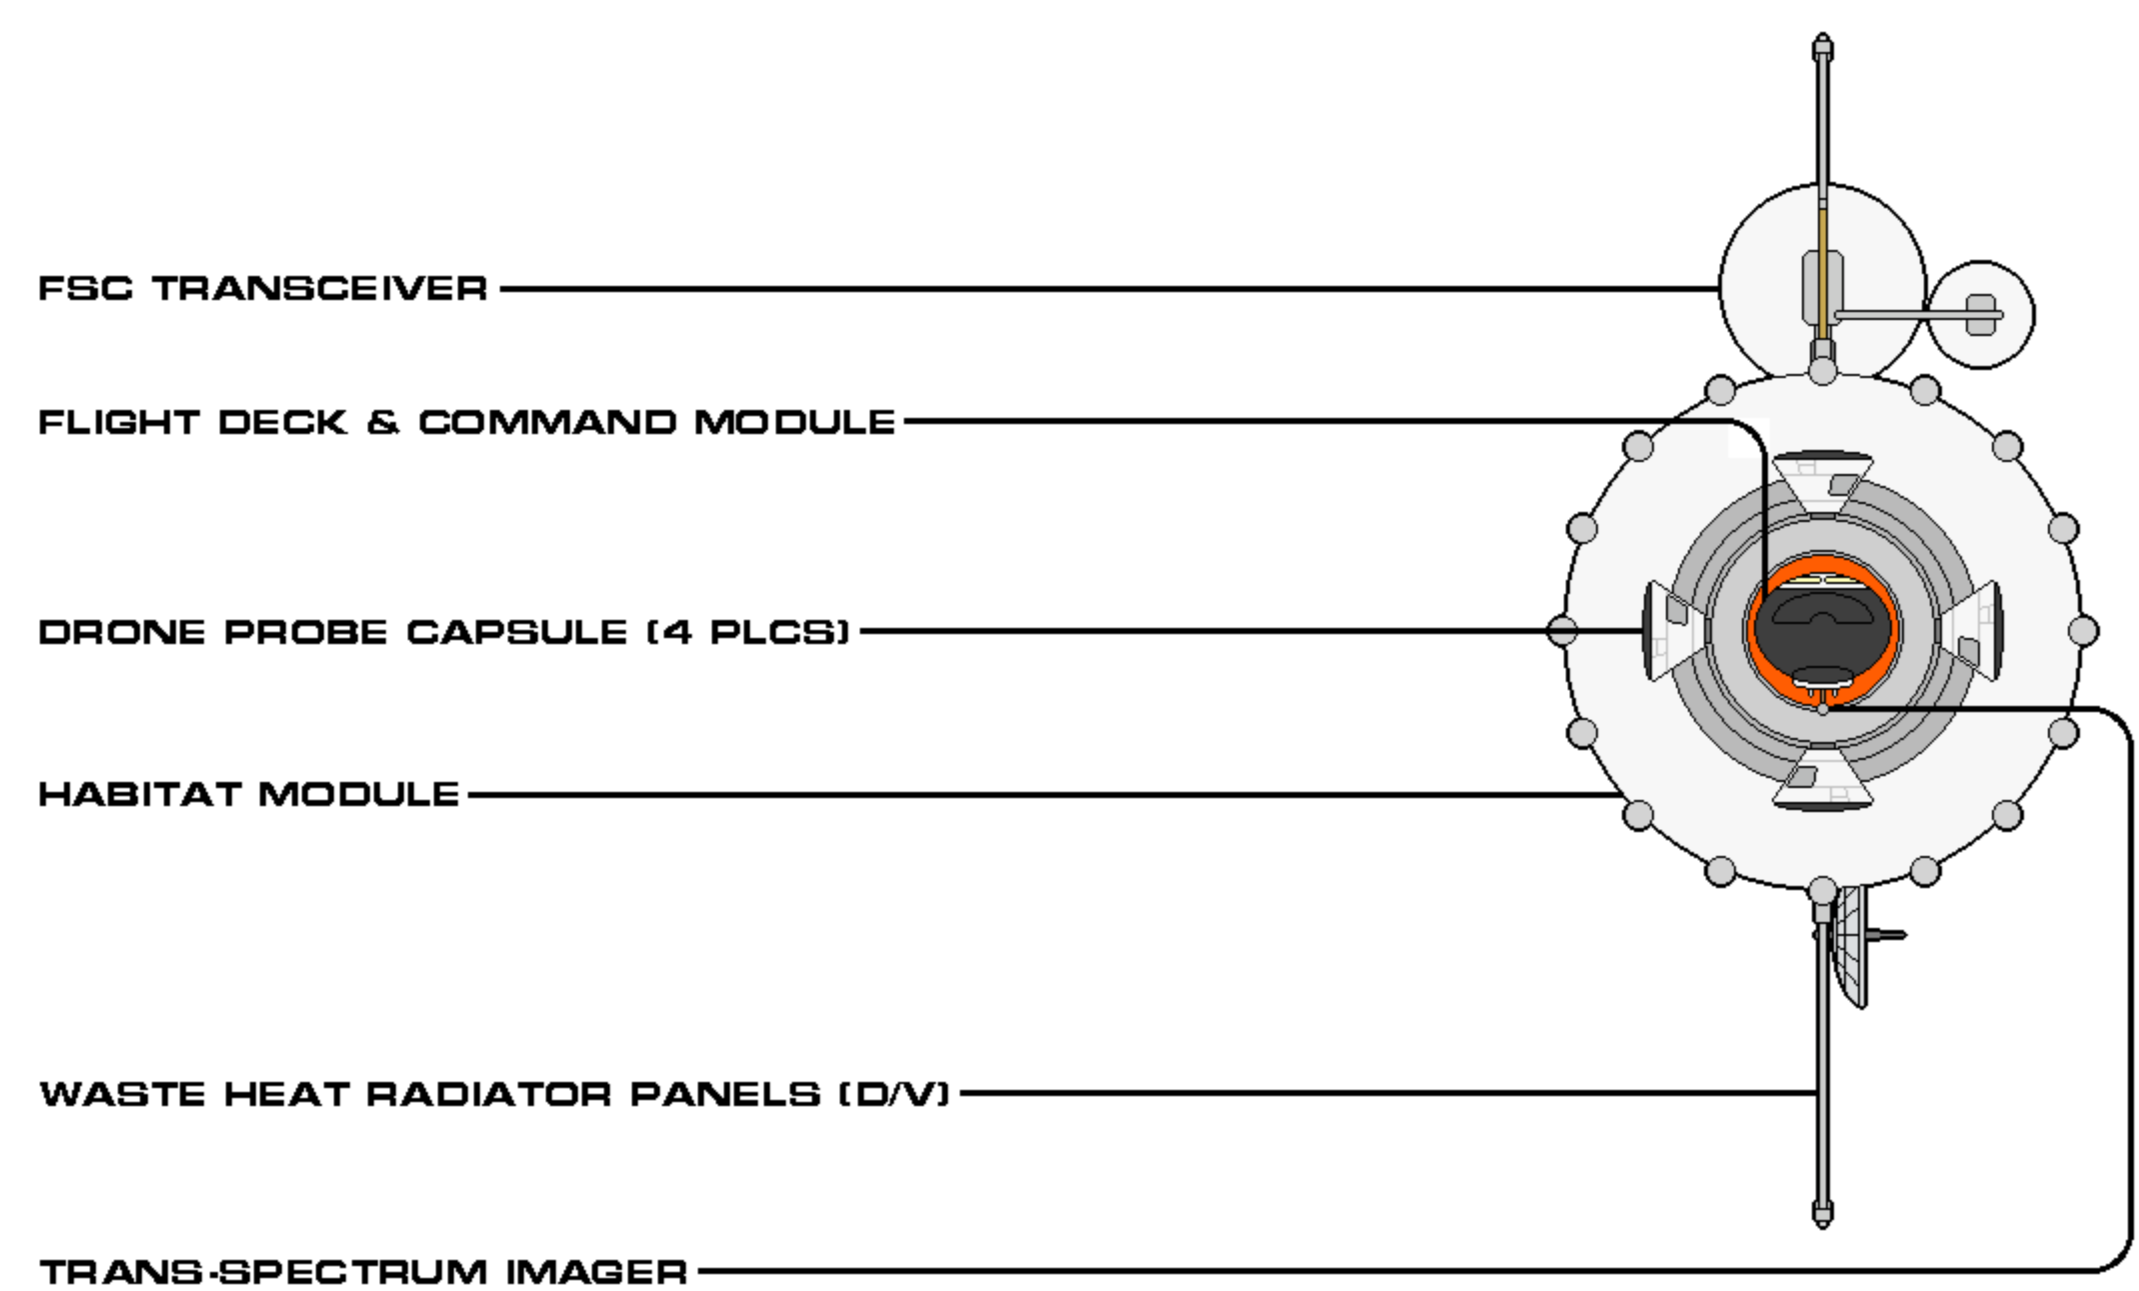 FSC TRANSCEIVER
FLIGHT DECK & COMMAND MODULE
DRONE PROBE CAPSULE (4 PLCS)
HABITAT MODULE
WASTE HEAT RADIATOR PANELS (D/V)
TRANS-SPECTRUM IMAGER